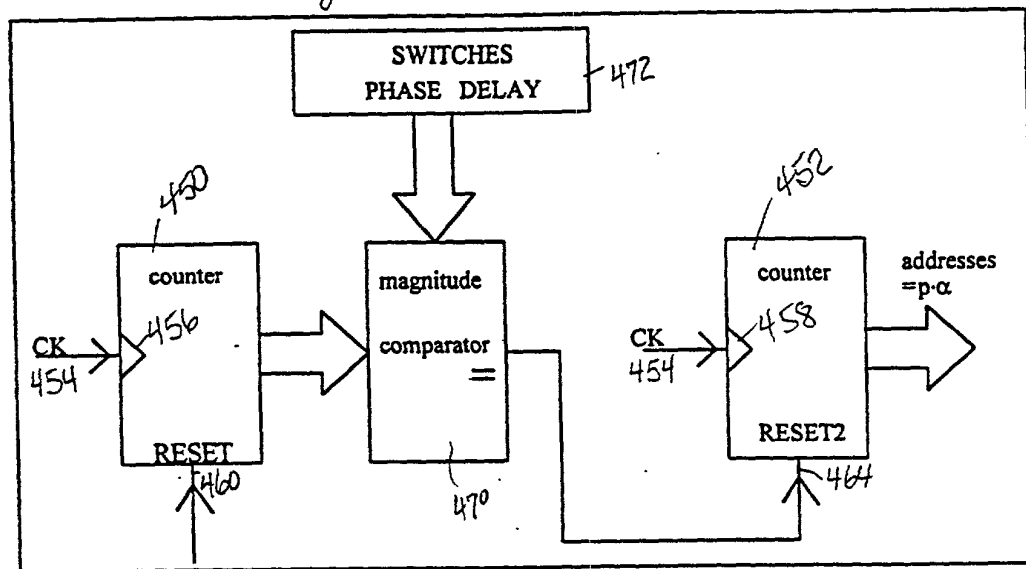 SWITCHES
PHASE DELAY
472
450
452
counter
magnitude
counter
addresses
=p·α
456
458
CK
454
comparator
=
CK
454
RESET
460
470
RESET2
464